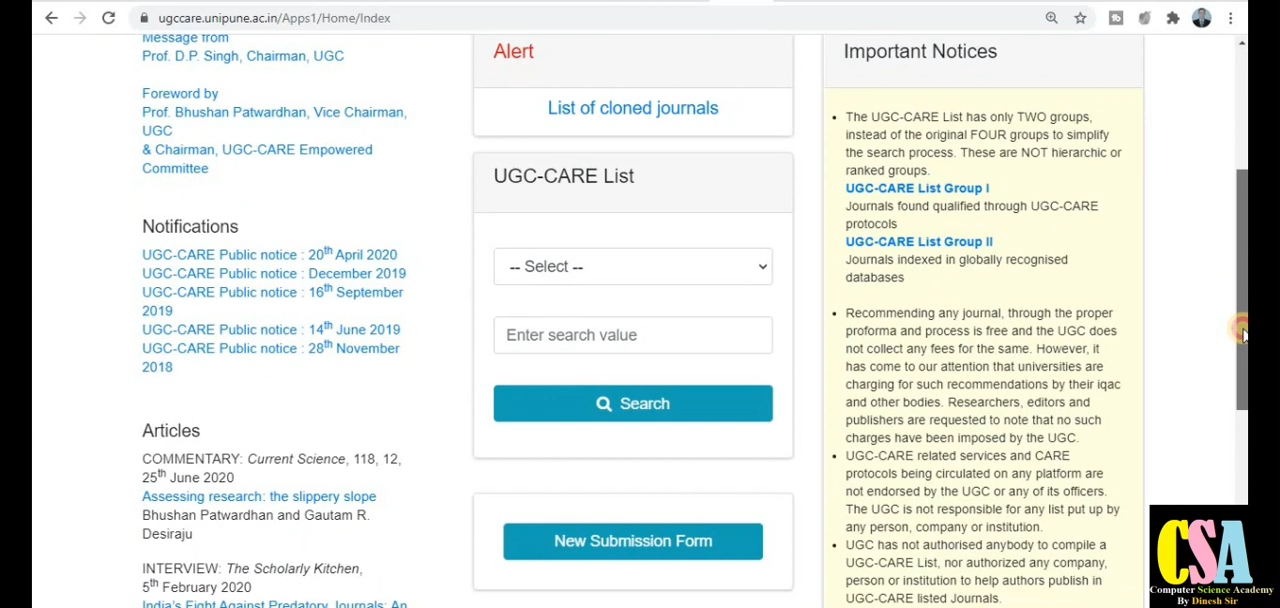 ugccare.unipune.ac.in/Apps1/Home/Index
Message from
Prof. D.P. Singh, Chairman, UGC
Foreword by
Prof. Bhushan Patwardhan, Vice Chairman,
UGC
& Chairman, UGC-CARE Empowered
Committee
Notifications
UGC-CARE Public notice : 20th April 2020
UGC-CARE Public notice : December 2019
UGC-CARE Public notice : 16th September
2019
UGC-CARE Public notice : 14th June 2019
UGC-CARE Public notice : 28th November
2018
Articles
COMMENTARY: Current Science, 118, 12,
25th June 2020
Assessing research: the slippery slope
Bhushan Patwardhan and Gautam R.
Desiraju
INTERVIEW: The Scholarly Kitchen,
5th February 2020
India's Fight Against Predatory Journals: An
Alert
List of cloned journals
UGC-CARE List
-- Select --
Enter search value
Search
New Submission Form
Important Notices
The UGC-CARE List has only TWO groups,
instead of the original FOUR groups to simplify
the search process. These are NOT hierarchic or
ranked groups.
UGC-CARE List Group I
Journals found qualified through UGC-CARE
protocols
UGC-CARE List Group II
Journals indexed in globally recognised
databases
Recommending any journal, through the proper
proforma and process is free and the UGC does
not collect any fees for the same. However, it
has come to our attention that universities are
charging for such recommendations by their iqac
and other bodies. Researchers, editors and
publishers are requested to note that no such
charges have been imposed by the UGC.
UGC-CARE related services and CARE
protocols being circulated on any platform are
not endorsed by the UGC or any of its officers.
The UGC is not responsible for any list put up by
any person, company or institution.
UGC has not authorised anybody to compile a
UGC-CARE List, nor authorized any company,
person or institution to help authors publish in
UGC-CARE listed Journals.
CSA
Computer Science Academy
By Dinesh Sir